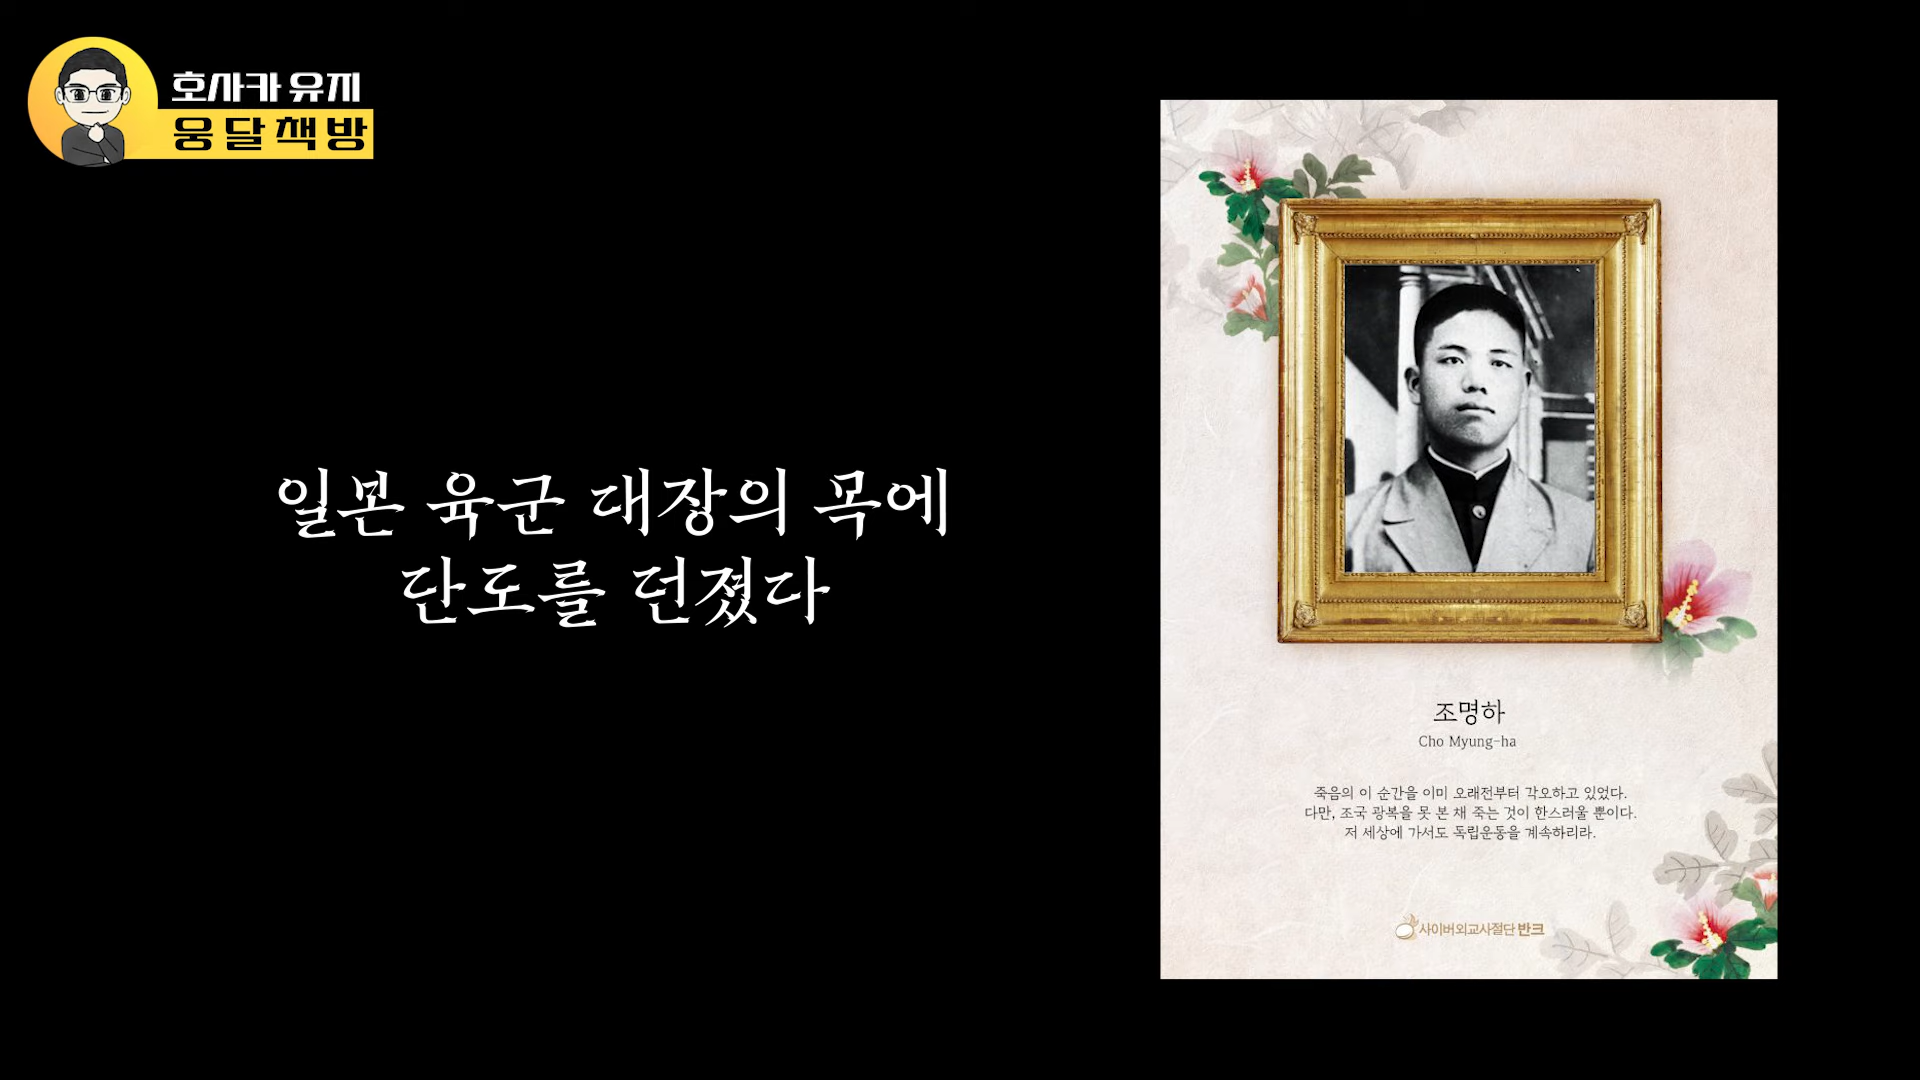 호사카 유지
웅달책방
일본 육군 대장의 목에
단도를 던졌다
조명하
Cho Myung-ha
죽음의 이 순간을 이미 오래전부터 각오하고 있었다.
다만, 조국 광복을 못 본 채 죽는 것이 한스러울 뿐이다.
저 세상에 가서도 독립운동을 계속하리라.
사이버외교사절단 반크